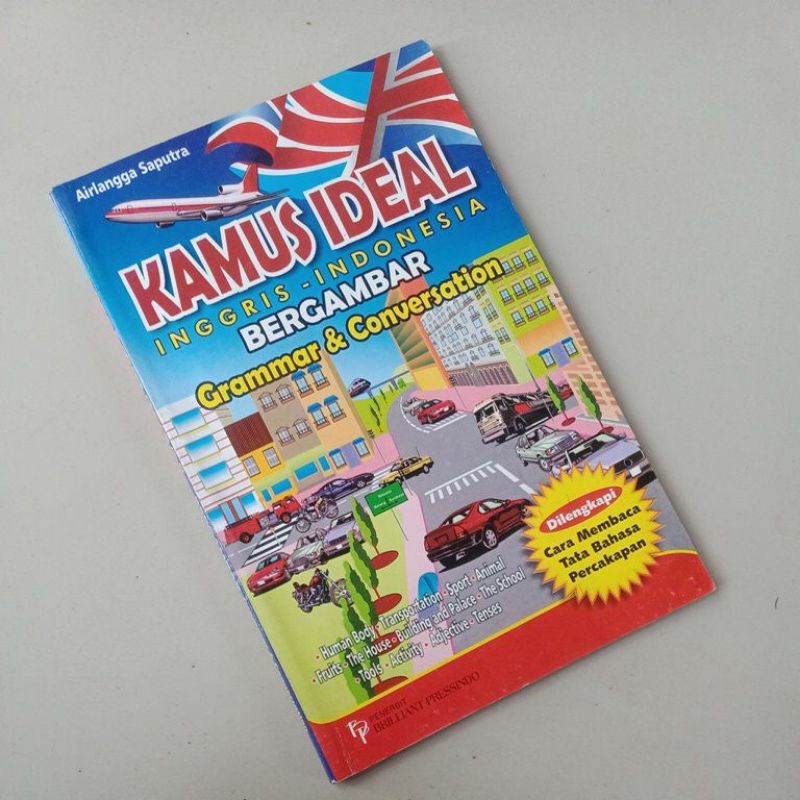 Airlangga Saputra
KAMUS IDEAL
INGGRIS - INDONESIA
BERGAMBAR
Grammar & Conversation
Dilengkapi
Cara Membaca
Tata Bahasa
Percakapan
• Human Body • Transportation • Sport • Animal
• Fruits • The House • Building and Palace • The School
• Tools • Activity • Adjective • Tenses
PENERBIT
BRILLIANT PRESSINDO